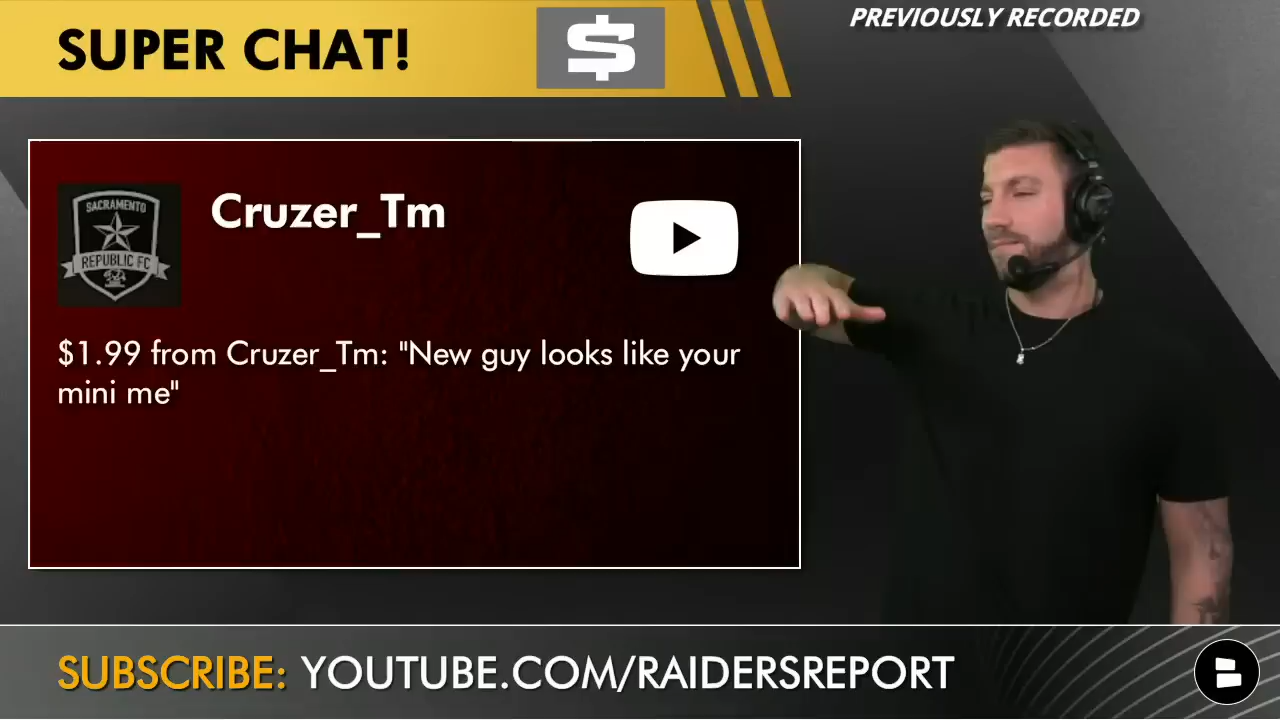 SUPER CHAT!
PREVIOUSLY RECORDED
SACRAMENTO
REPUBLIC FC
Cruzer_Tm
$1.99 from Cruzer_Tm: "New guy looks like your
mini me"
SUBSCRIBE: YOUTUBE.COM/RAIDERSREPORT